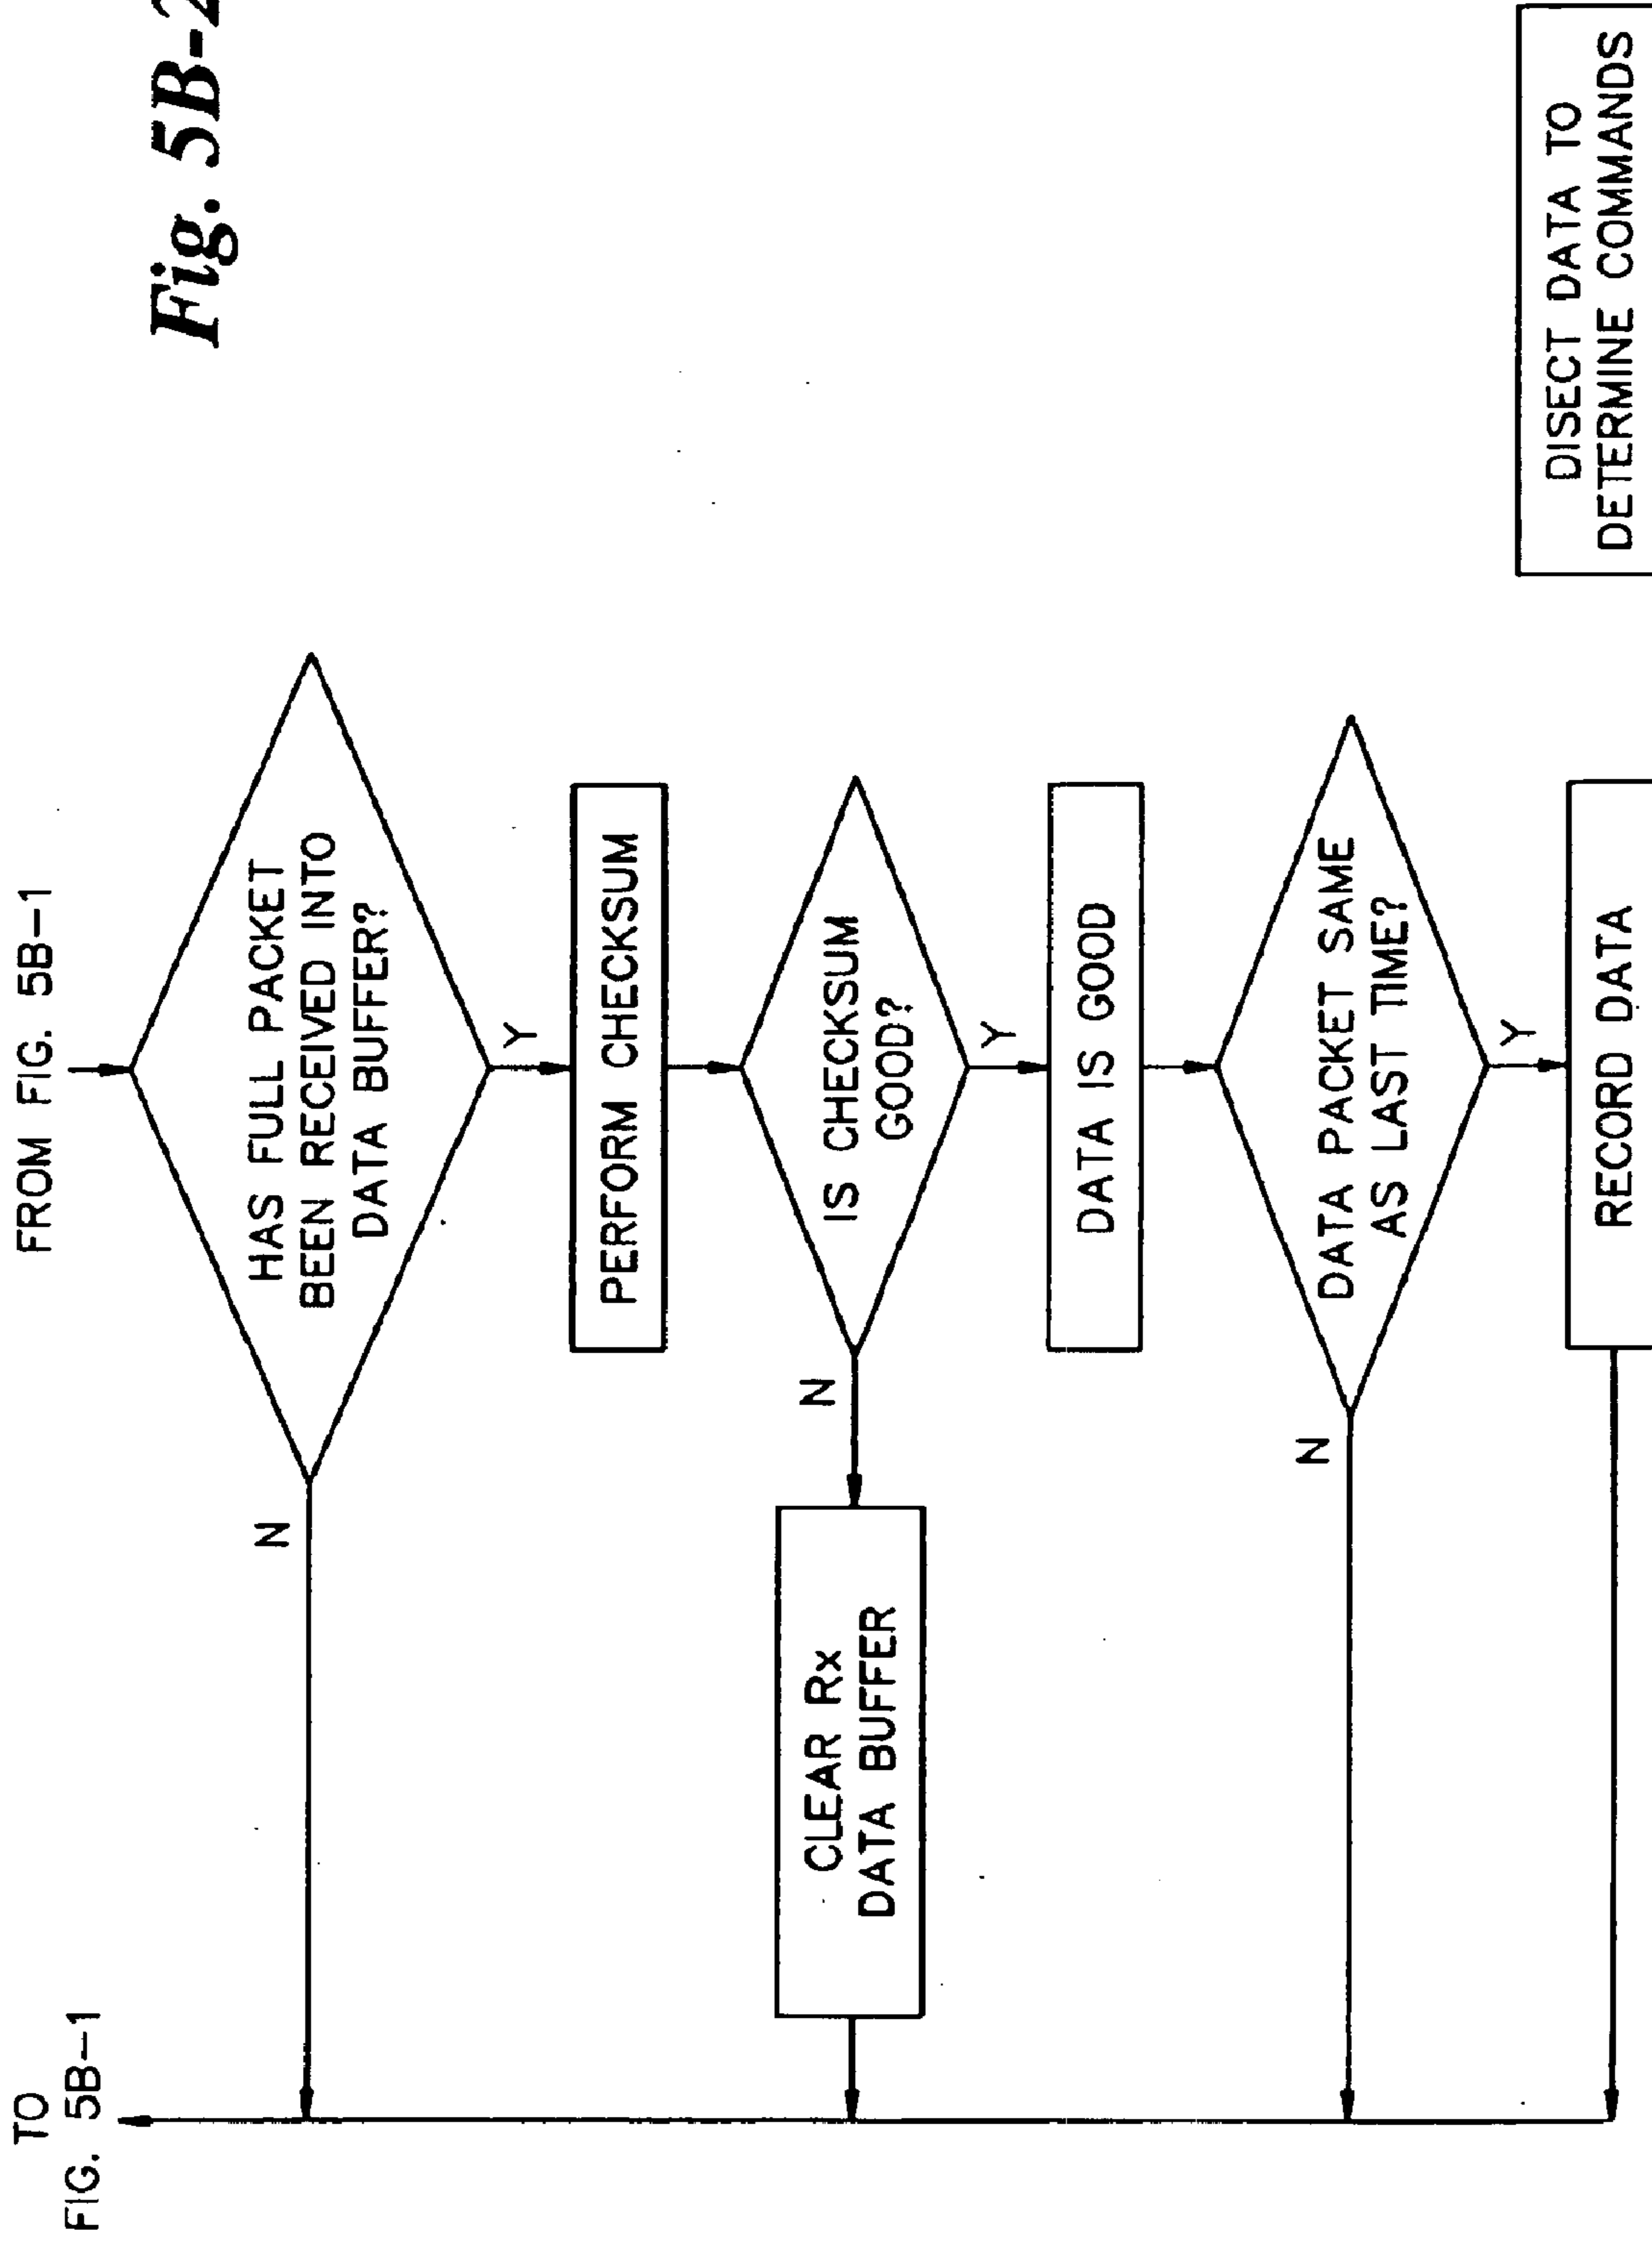 Fig. 5B-2
FROM FIG. 5B-1
TO
FIG. 5B-1
HAS FULL PACKET
BEEN RECEIVED INTO
DATA BUFFER?
N
Y
PERFORM CHECKSUM
IS CHECKSUM
GOOD?
N
Y
CLEAR Rx
DATA BUFFER
DATA IS GOOD
DATA PACKET SAME
AS LAST TIME?
N
Y
RECORD DATA
DISECT DATA TO
DETERMINE COMMANDS